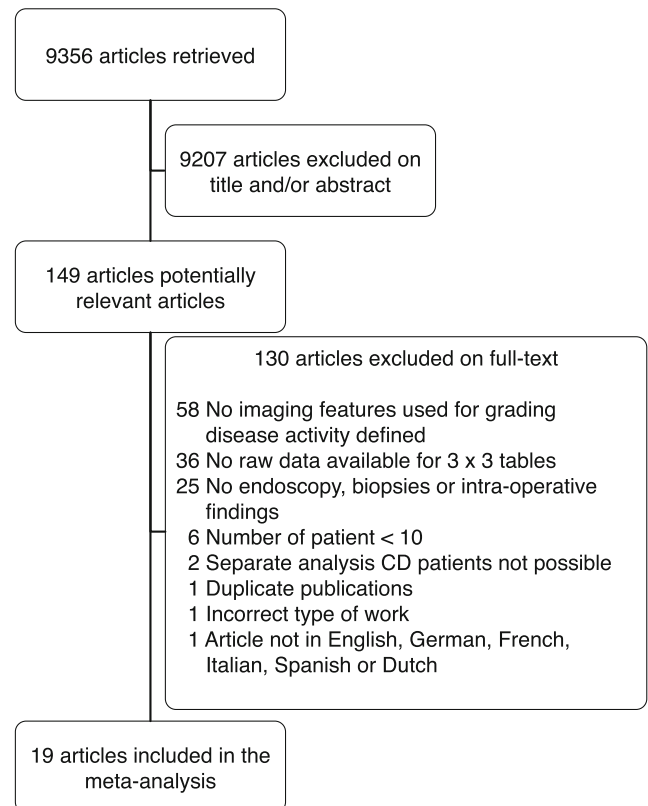 9356 articles retrieved
9207 articles excluded on
title and/or abstract
149 articles potentially
relevant articles
130 articles excluded on full-text
58 No imaging features used for grading
disease activity defined
36 No raw data available for 3 x 3 tables
25 No endoscopy, biopsies or intra-operative
findings
6 Number of patient < 10
2 Separate analysis CD patients not possible
1 Duplicate publications
1 Incorrect type of work
1 Article not in English, German, French,
Italian, Spanish or Dutch
19 articles included in the
meta-analysis